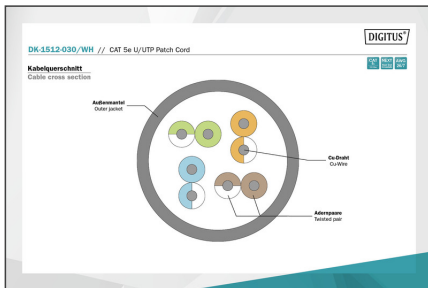 DIGITUS®
DK-1512-030/WH // CAT 5e U/UTP Patch Cord
Kabelquerschnitt
Cable cross section
Außenmantel
Outer jacket
Cu-Draht
Cu-Wire
Adernpaare
Twisted pair